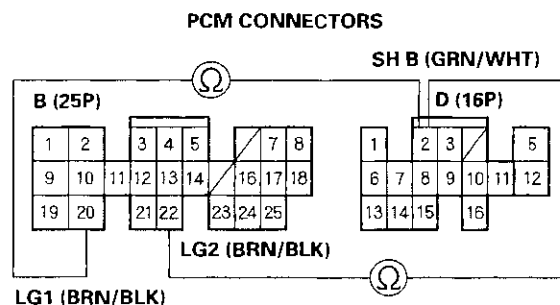 PCM CONNECTORS
SH B (GRN/WHT)
Ω
B (25P)
D (16P)
1 2 3 4 5 7 8
9 10 11 12 13 14 16 17 18
19 20 21 22 23 24 25
1 2 3 5
6 7 8 9 10 11 12
13 14 15 16
LG2 (BRN/BLK)
Ω
LG1 (BRN/BLK)